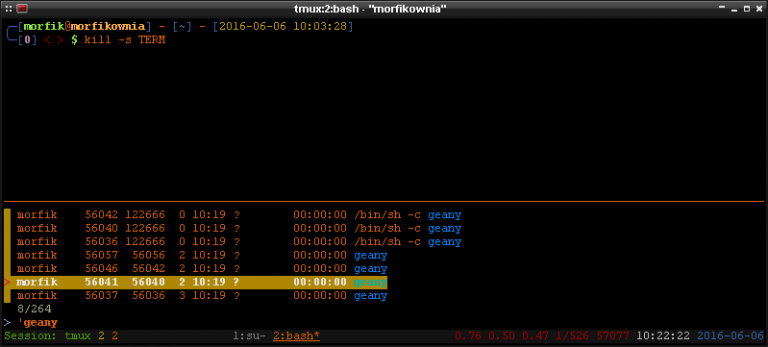 tmux:2:bash - "morfikownia"
[morfik@morfikownia] - [~] - [2016-06-06 10:03:28]
[0] < > $ kill -s TERM
morfik 56042 122666 0 10:19 ? 00:00:00 /bin/sh -c geany
morfik 56040 122666 0 10:19 ? 00:00:00 /bin/sh -c geany
morfik 56036 122666 0 10:19 ? 00:00:00 /bin/sh -c geany
morfik 56057 56056 2 10:19 ? 00:00:00 geany
morfik 56046 56042 2 10:19 ? 00:00:00 geany
> morfik 56041 56040 2 10:19 ? 00:00:00 geany
morfik 56037 56036 3 10:19 ? 00:00:00 geany
8/264
> 'geany
Session: tmux 2 2 1:su- 2:bash* 0.76 0.50 0.47 1/526 57077 10:22:22 2016-06-06